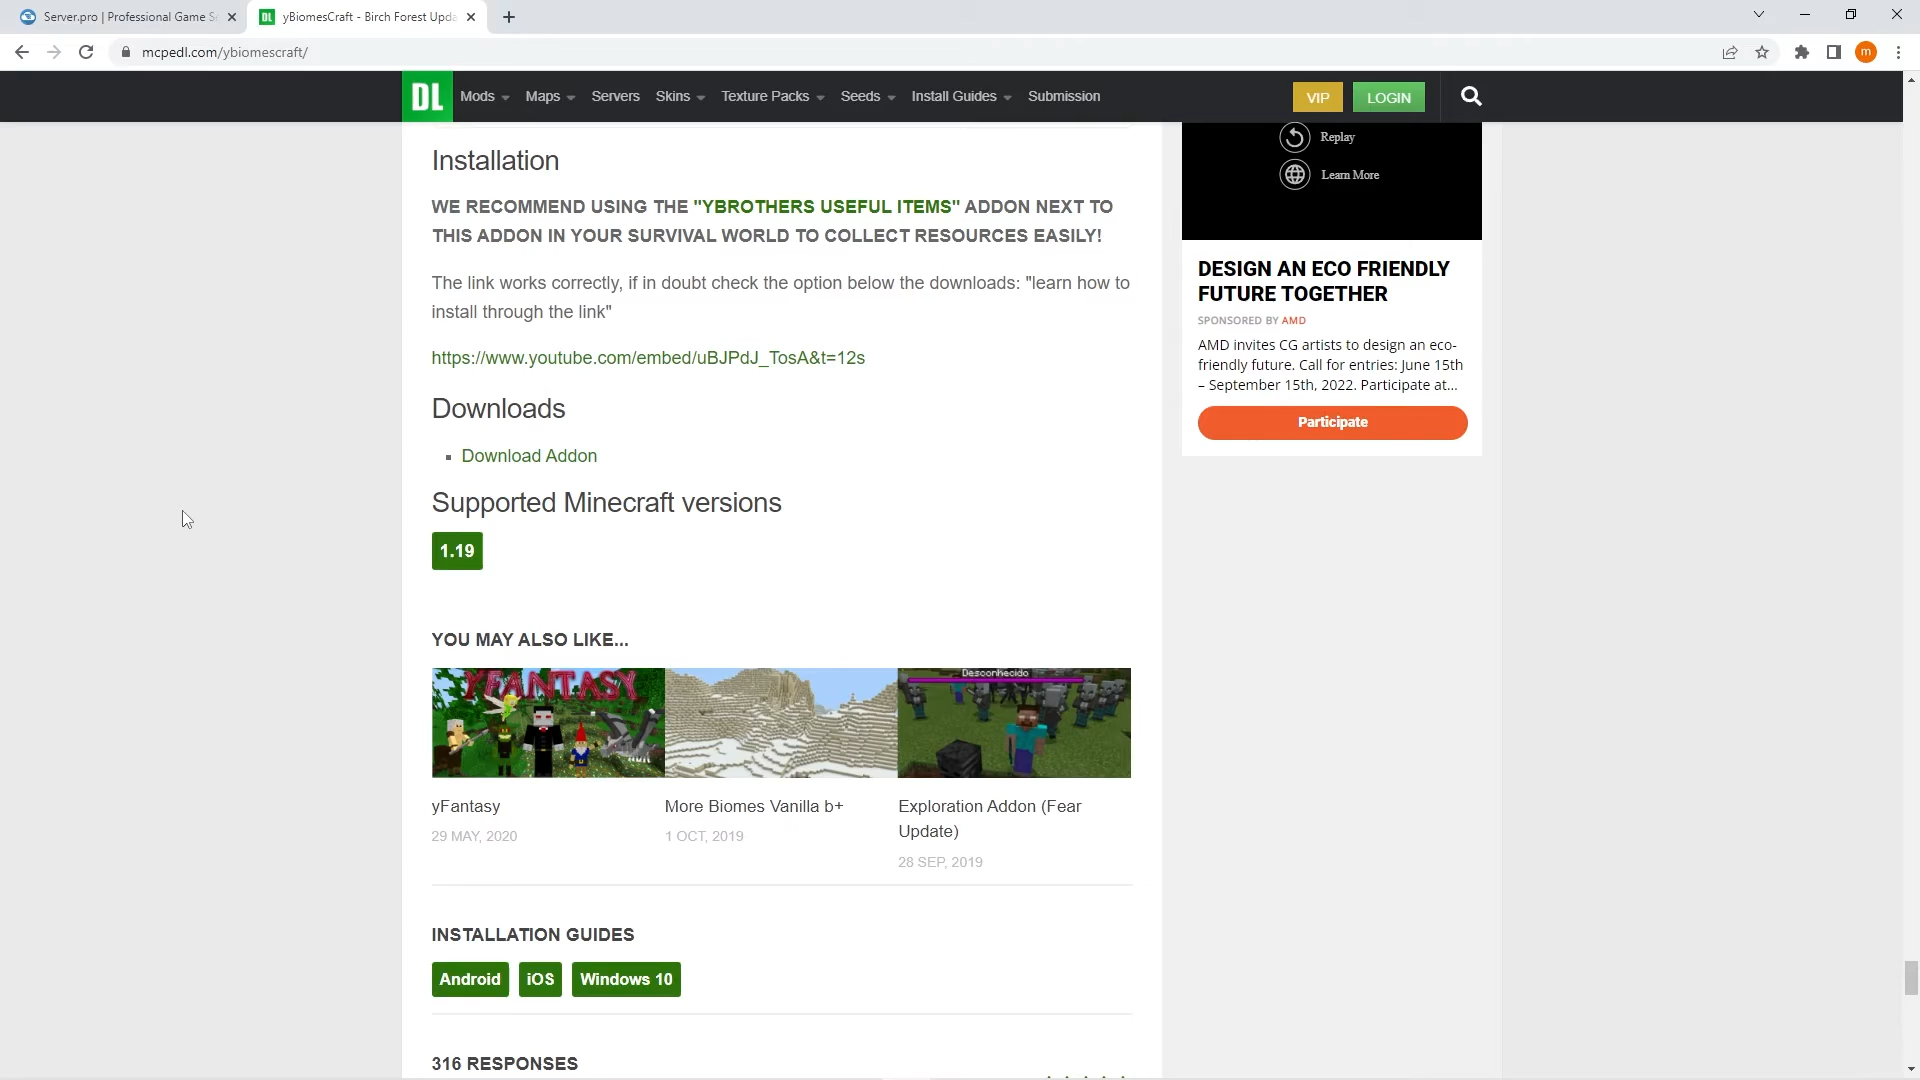 Server.pro | Professional Game S
yBiomesCraft - Birch Forest Upda
mcpedl.com/ybiomescraft/
m
DL
Mods
Maps
Servers
Skins
Texture Packs
Seeds
Install Guides
Submission
VIP
LOGIN
Installation
WE RECOMMEND USING THE "YBROTHERS USEFUL ITEMS" ADDON NEXT TO
THIS ADDON IN YOUR SURVIVAL WORLD TO COLLECT RESOURCES EASILY!
The link works correctly, if in doubt check the option below the downloads: "learn how to
install through the link"
https://www.youtube.com/embed/uBJPdJ_TosA&t=12s
Downloads
Download Addon
Supported Minecraft versions
1.19
Replay
Learn More
DESIGN AN ECO FRIENDLY
FUTURE TOGETHER
SPONSORED BY AMD
AMD invites CG artists to design an eco-
friendly future. Call for entries: June 15th
– September 15th, 2022. Participate at...
Participate
YOU MAY ALSO LIKE...
YFANTASY
Desconhecido
yFantasy
29 MAY, 2020
More Biomes Vanilla b+
1 OCT, 2019
Exploration Addon (Fear
Update)
28 SEP, 2019
INSTALLATION GUIDES
Android
iOS
Windows 10
316 RESPONSES